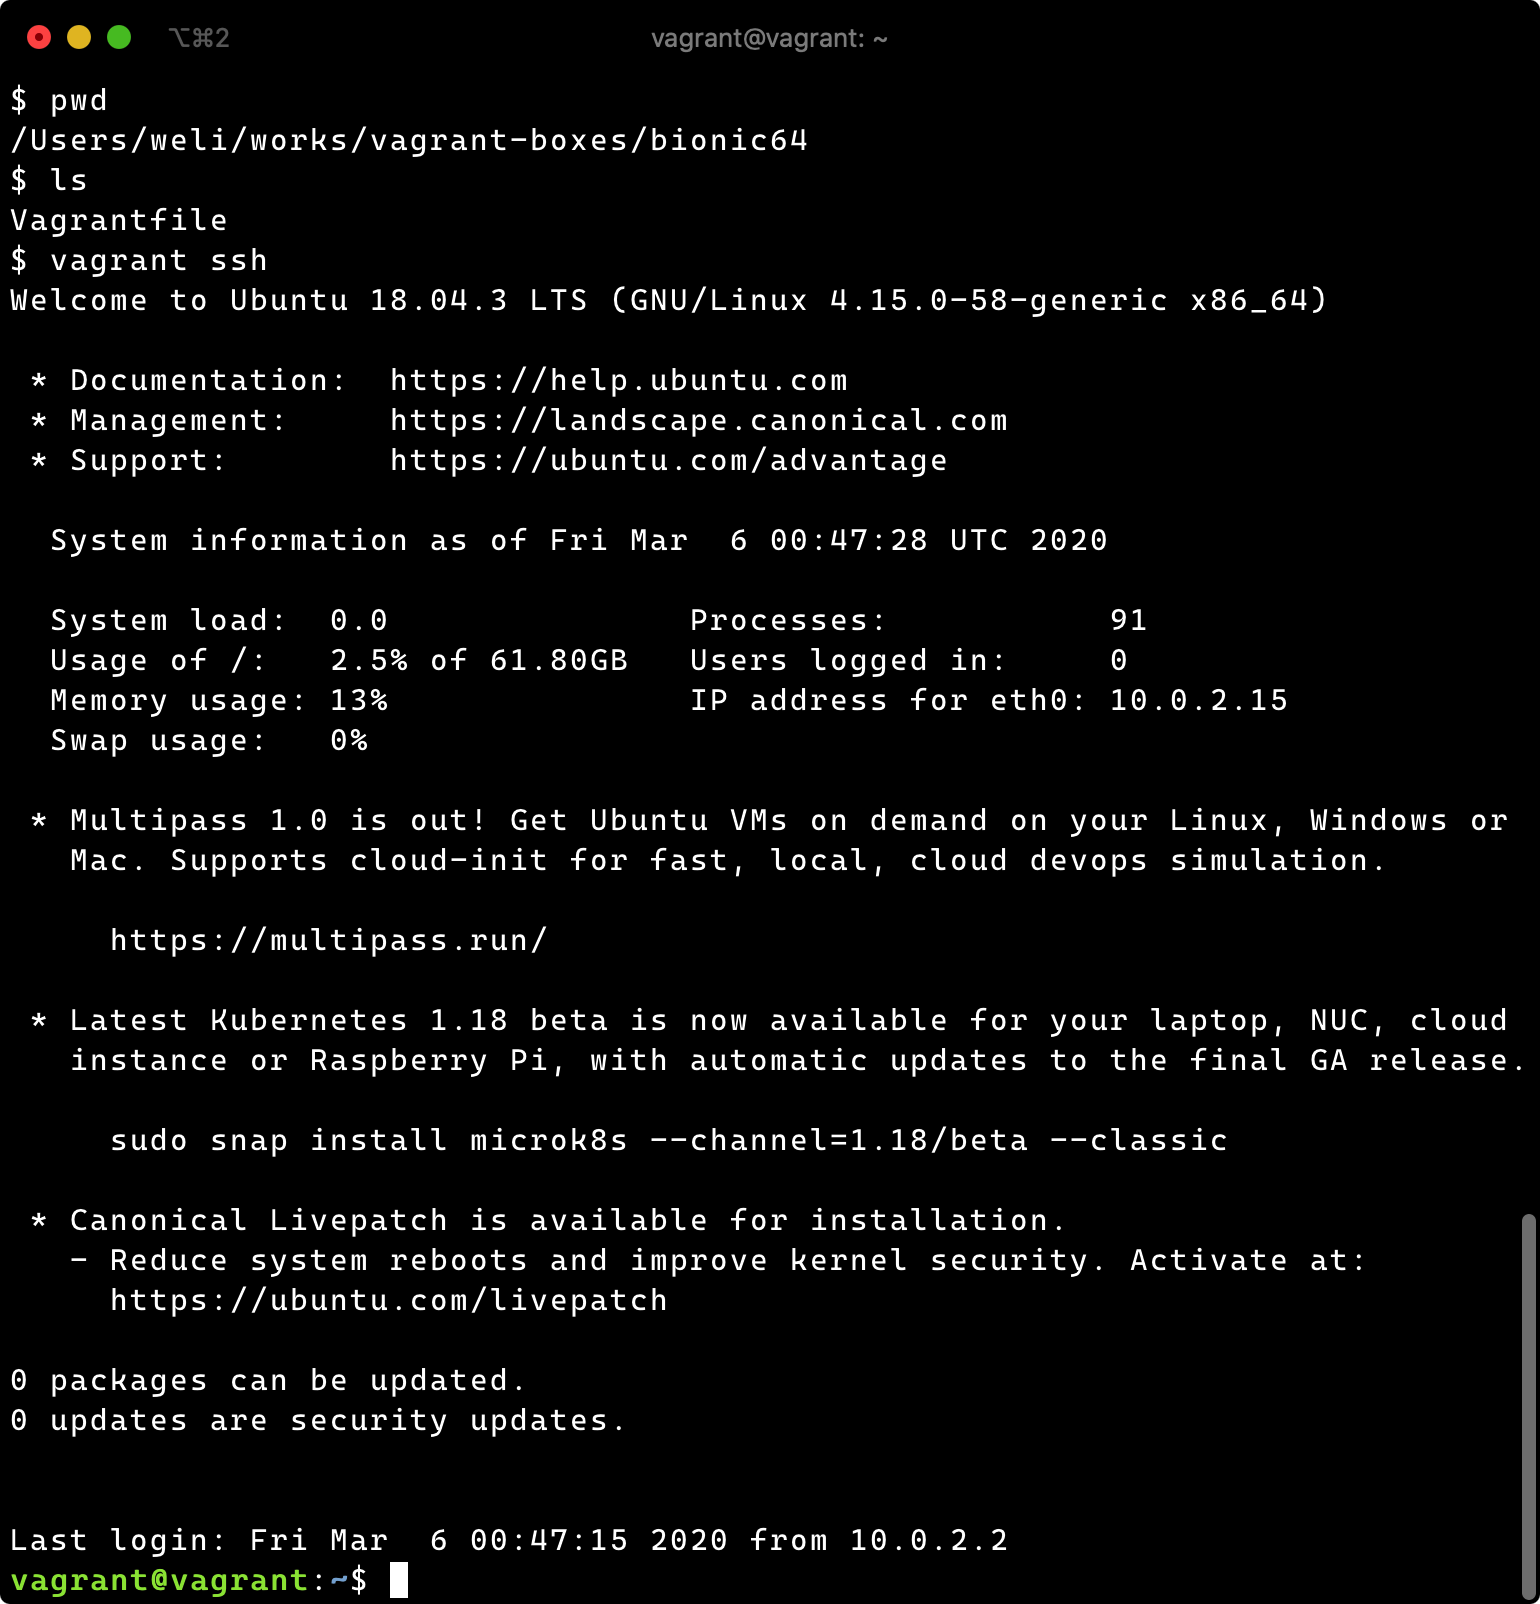 ⌥⌘2
vagrant@vagrant: ~
$ pwd
/Users/weli/works/vagrant-boxes/bionic64
$ ls
Vagrantfile
$ vagrant ssh
Welcome to Ubuntu 18.04.3 LTS (GNU/Linux 4.15.0-58-generic x86_64)
 * Documentation:  https://help.ubuntu.com
 * Management:     https://landscape.canonical.com
 * Support:        https://ubuntu.com/advantage
  System information as of Fri Mar  6 00:47:28 UTC 2020
  System load:  0.0               Processes:           91
  Usage of /:   2.5% of 61.80GB   Users logged in:     0
  Memory usage: 13%               IP address for eth0: 10.0.2.15
  Swap usage:   0%
 * Multipass 1.0 is out! Get Ubuntu VMs on demand on your Linux, Windows or
   Mac. Supports cloud-init for fast, local, cloud devops simulation.
     https://multipass.run/
 * Latest Kubernetes 1.18 beta is now available for your laptop, NUC, cloud
   instance or Raspberry Pi, with automatic updates to the final GA release.
     sudo snap install microk8s --channel=1.18/beta --classic
 * Canonical Livepatch is available for installation.
   - Reduce system reboots and improve kernel security. Activate at:
     https://ubuntu.com/livepatch
0 packages can be updated.
0 updates are security updates.
Last login: Fri Mar  6 00:47:15 2020 from 10.0.2.2
vagrant@vagrant:~$